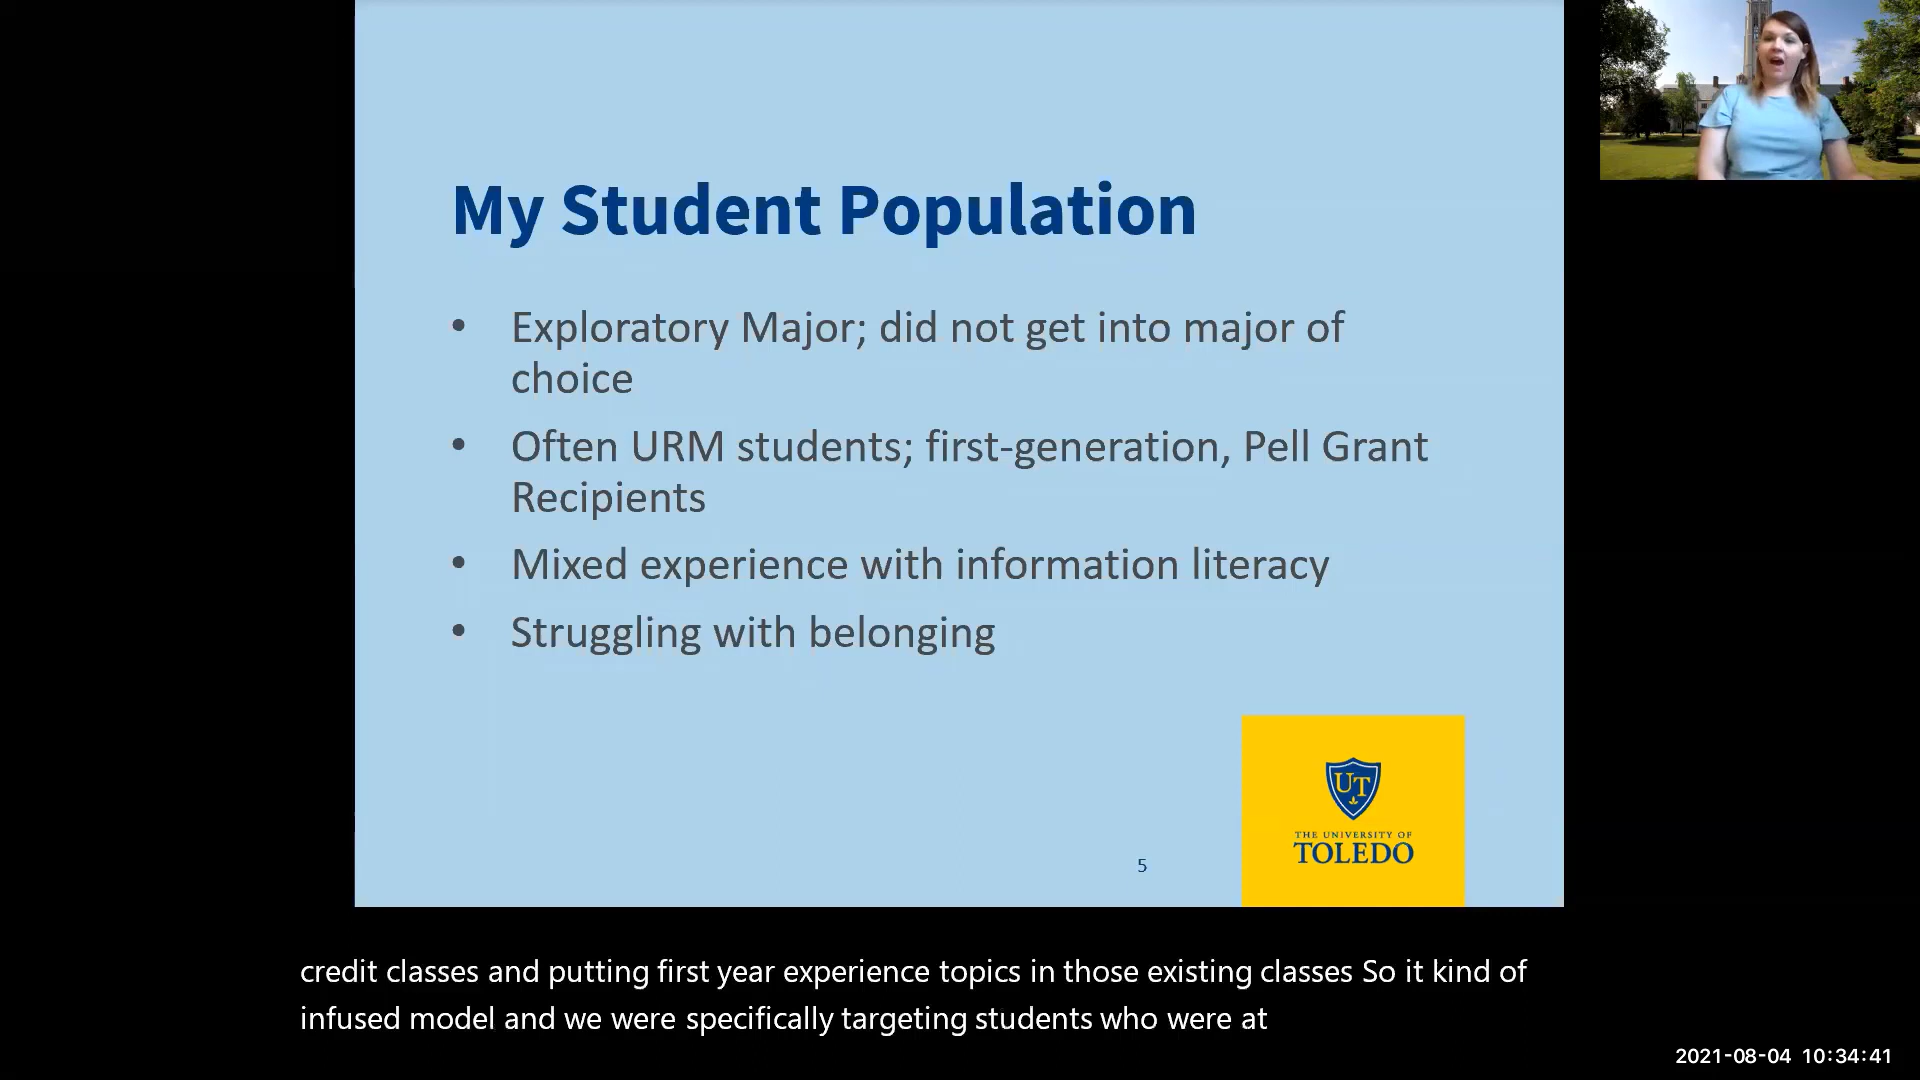 My Student Population
• Exploratory Major; did not get into major of
choice
• Often URM students; first-generation, Pell Grant
Recipients
• Mixed experience with information literacy
• Struggling with belonging
UT
THE UNIVERSITY OF
TOLEDO
5
credit classes and putting first year experience topics in those existing classes So it kind of
infused model and we were specifically targeting students who were at
2021-08-04 10:34:41